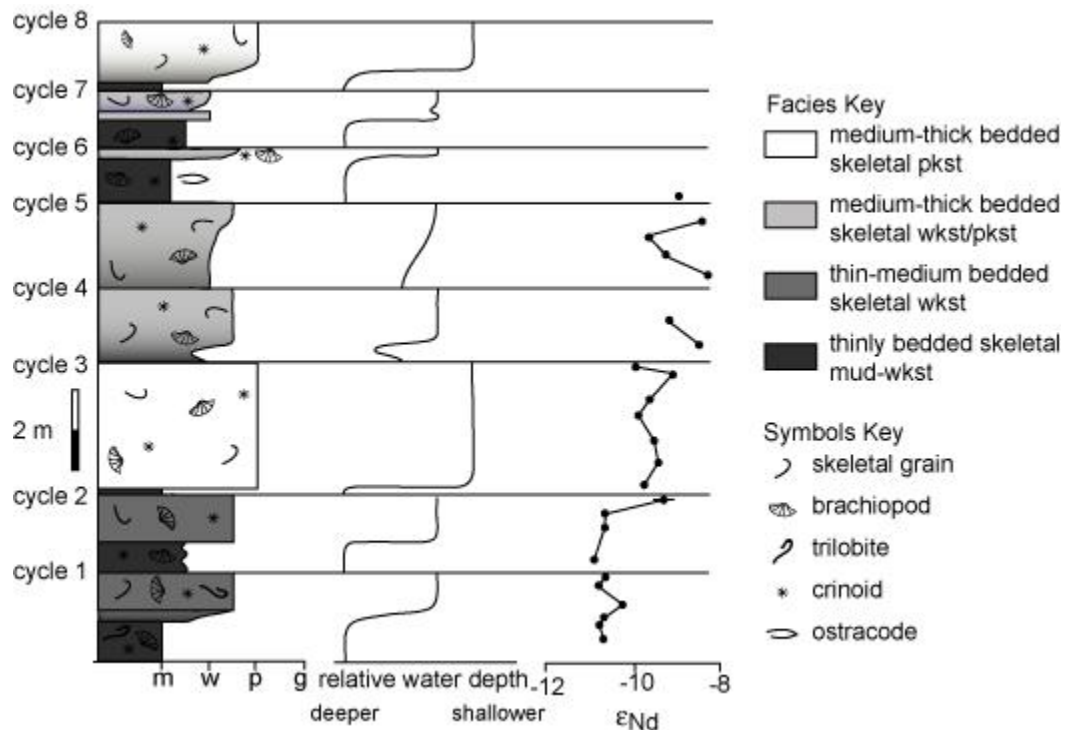 cycle 8
cycle 7
cycle 6
cycle 5
cycle 4
cycle 3
2 m
cycle 2
cycle 1
m w p g
relative water depth
deeper shallower
-12 -10 -8
εNd
Facies Key
medium-thick bedded
skeletal pkst
medium-thick bedded
skeletal wkst/pkst
thin-medium bedded
skeletal wkst
thinly bedded skeletal
mud-wkst
Symbols Key
skeletal grain
brachiopod
trilobite
crinoid
ostracode